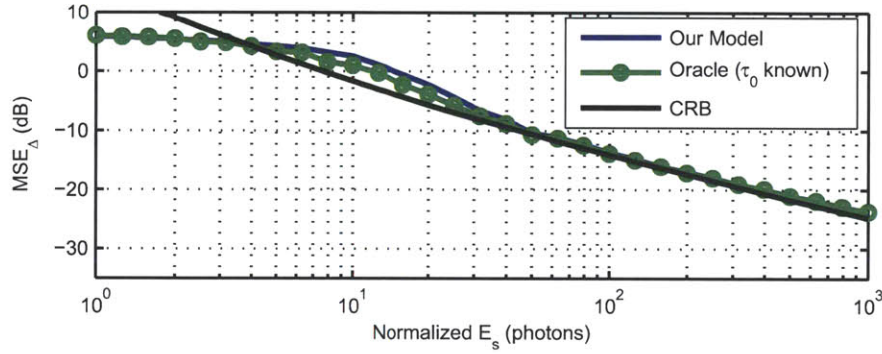 10
0
−10
−20
−30
MSE_Δ (dB)
Our Model
Oracle (τ_0 known)
CRB
10^0
10^1
10^2
10^3
Normalized E_s (photons)